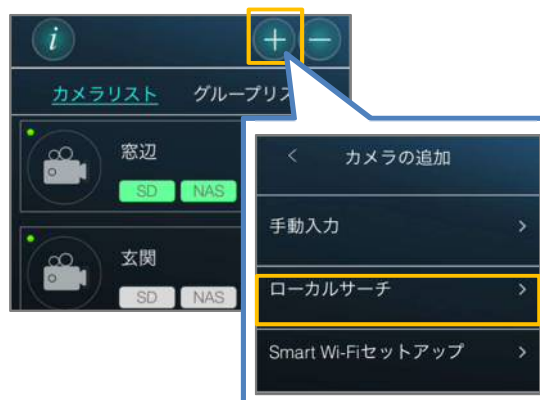 i
+ −
カメラリスト グループリス
窓辺
SD NAS
玄関
SD NAS
< カメラの追加
手動入力 >
ローカルサーチ >
Smart Wi-Fiセットアップ >